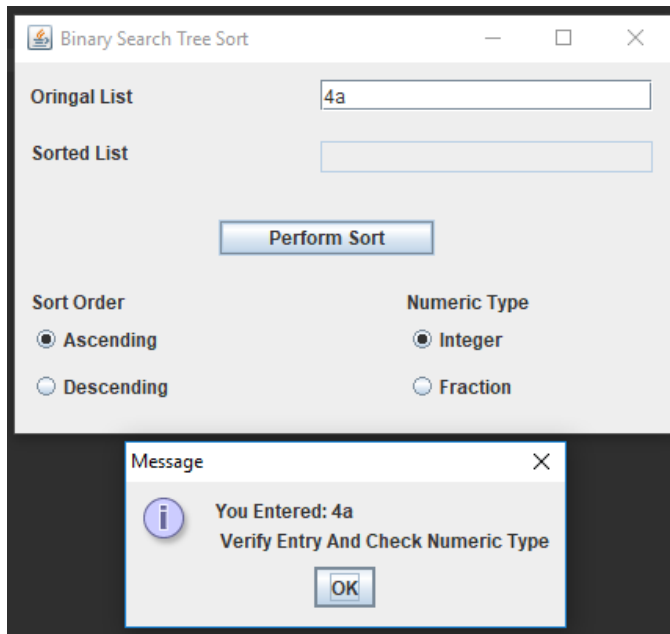 Binary Search Tree Sort
Oringal List
4a
Sorted List
Perform Sort
Sort Order
Numeric Type
Ascending
Integer
Descending
Fraction
Message
You Entered: 4a
Verify Entry And Check Numeric Type
OK